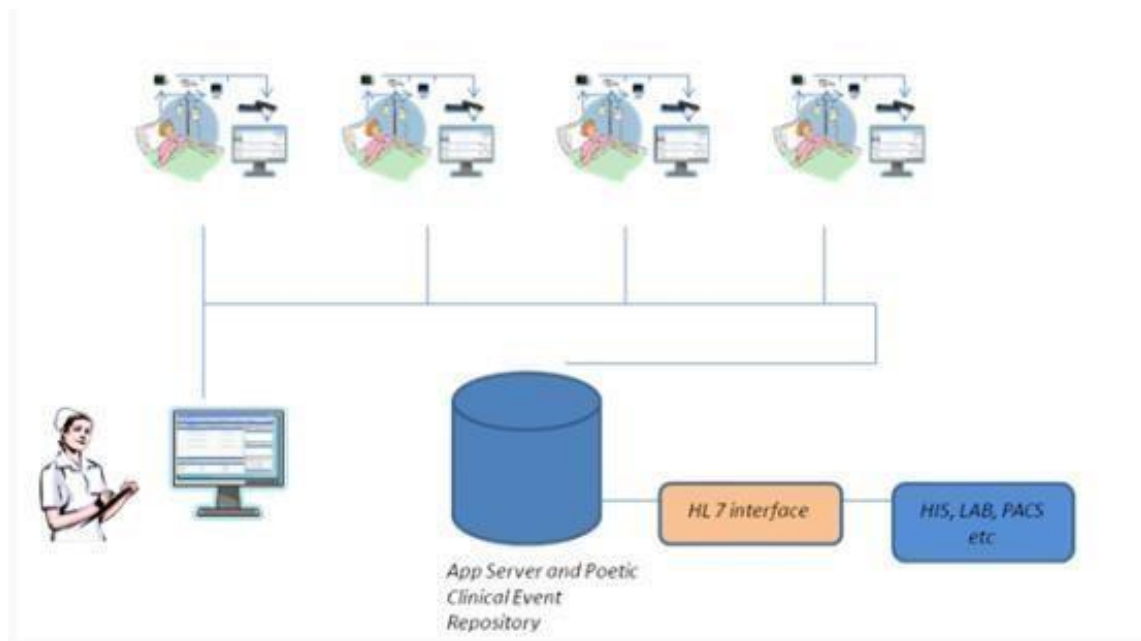 HL 7 interface
HIS, LAB, PACS
etc
App Server and Poetic
Clinical Event
Repository